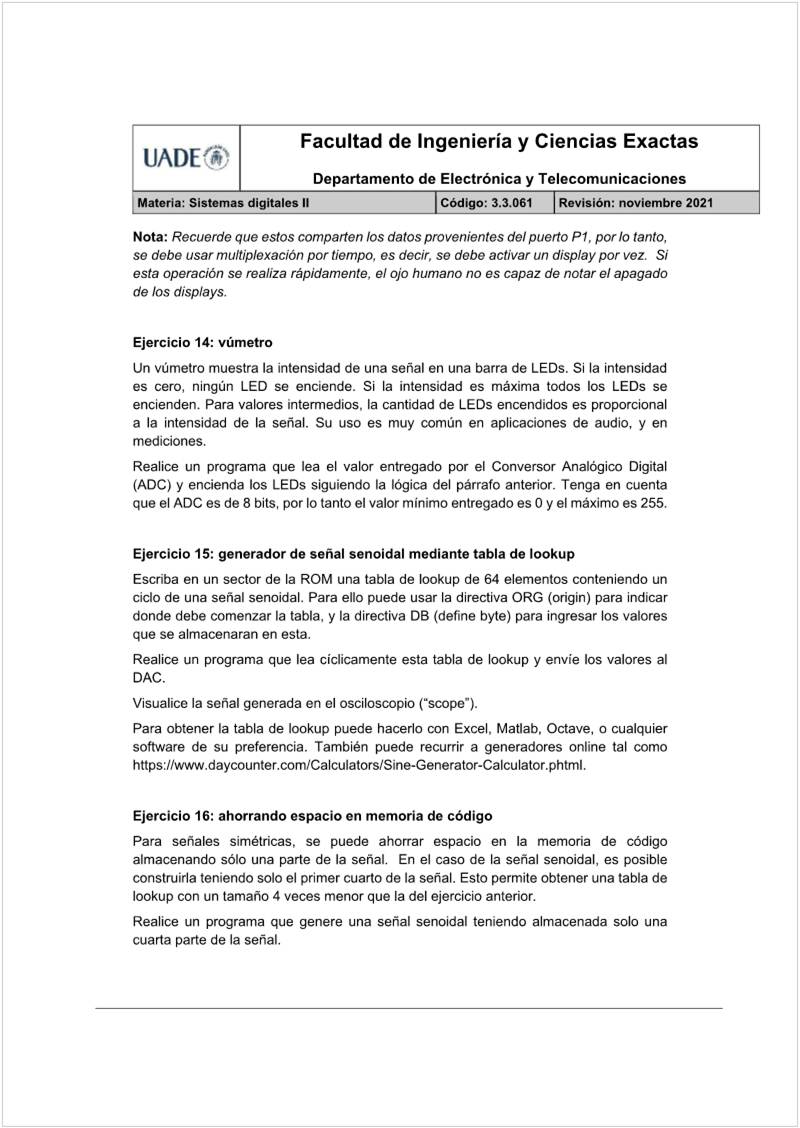 UADE
Facultad de Ingeniería y Ciencias Exactas
Departamento de Electrónica y Telecomunicaciones
Materia: Sistemas digitales II Código: 3.3.061 Revisión: noviembre 2021
Nota: Recuerde que estos comparten los datos provenientes del puerto P1, por lo tanto,
se debe usar multiplexación por tiempo, es decir, se debe activar un display por vez.  Si
esta operación se realiza rápidamente, el ojo humano no es capaz de notar el apagado
de los displays.
Ejercicio 14: vúmetro
Un vúmetro muestra la intensidad de una señal en una barra de LEDs. Si la intensidad
es cero, ningún LED se enciende. Si la intensidad es máxima todos los LEDs se
encienden. Para valores intermedios, la cantidad de LEDs encendidos es proporcional
a la intensidad de la señal. Su uso es muy común en aplicaciones de audio, y en
mediciones.
Realice un programa que lea el valor entregado por el Conversor Analógico Digital
(ADC) y encienda los LEDs siguiendo la lógica del párrafo anterior. Tenga en cuenta
que el ADC es de 8 bits, por lo tanto el valor mínimo entregado es 0 y el máximo es 255.
Ejercicio 15: generador de señal senoidal mediante tabla de lookup
Escriba en un sector de la ROM una tabla de lookup de 64 elementos conteniendo un
ciclo de una señal senoidal. Para ello puede usar la directiva ORG (origin) para indicar
donde debe comenzar la tabla, y la directiva DB (define byte) para ingresar los valores
que se almacenaran en esta.
Realice un programa que lea cíclicamente esta tabla de lookup y envíe los valores al
DAC.
Visualice la señal generada en el osciloscopio (“scope”).
Para obtener la tabla de lookup puede hacerlo con Excel, Matlab, Octave, o cualquier
software de su preferencia. También puede recurrir a generadores online tal como
https://www.daycounter.com/Calculators/Sine-Generator-Calculator.phtml.
Ejercicio 16: ahorrando espacio en memoria de código
Para señales simétricas, se puede ahorrar espacio en la memoria de código
almacenando sólo una parte de la señal.  En el caso de la señal senoidal, es posible
construirla teniendo solo el primer cuarto de la señal. Esto permite obtener una tabla de
lookup con un tamaño 4 veces menor que la del ejercicio anterior.
Realice un programa que genere una señal senoidal teniendo almacenada solo una
cuarta parte de la señal.